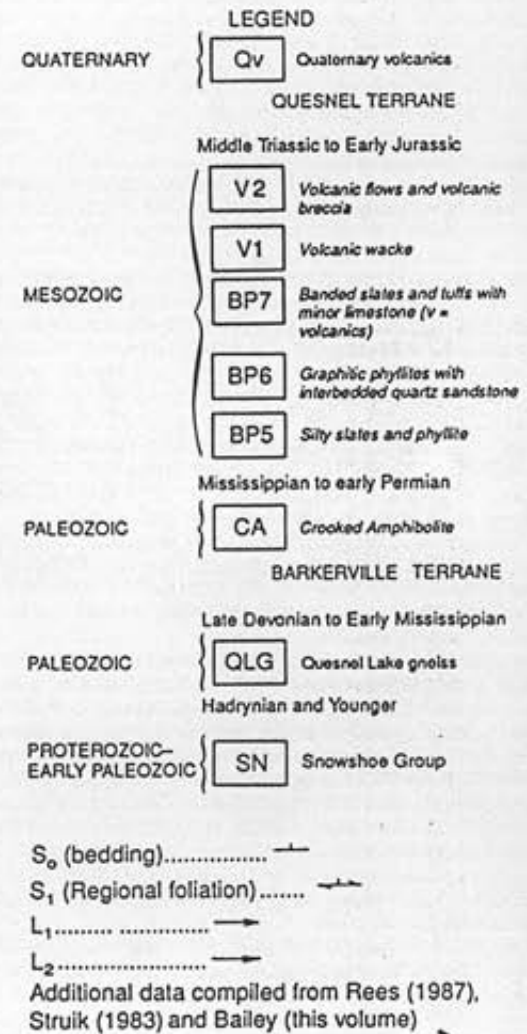 LEGEND
QUATERNARY Qv Quaternary volcanics
QUESNEL TERRANE
Middle Triassic to Early Jurassic
V2 Volcanic flows and volcanic
breccia
V1 Volcanic wacke
MESOZOIC BP7 Banded slates and tuffs with
minor limestone (v =
volcanics)
BP6 Graphitic phyllites with
interbedded quartz sandstone
BP5 Silty slates and phyllite
Mississippian to early Permian
PALEOZOIC CA Crooked Amphibolite
BARKERVILLE TERRANE
Late Devonian to Early Mississippian
PALEOZOIC QLG Quesnel Lake gneiss
Hadrynian and Younger
PROTEROZOIC–
EARLY PALEOZOIC SN Snowshoe Group
S₀ (bedding).................
S₁ (Regional foliation).......
L₁......... ...............
L₂..........................
Additional data compiled from Rees (1987),
Struik (1983) and Bailey (this volume)